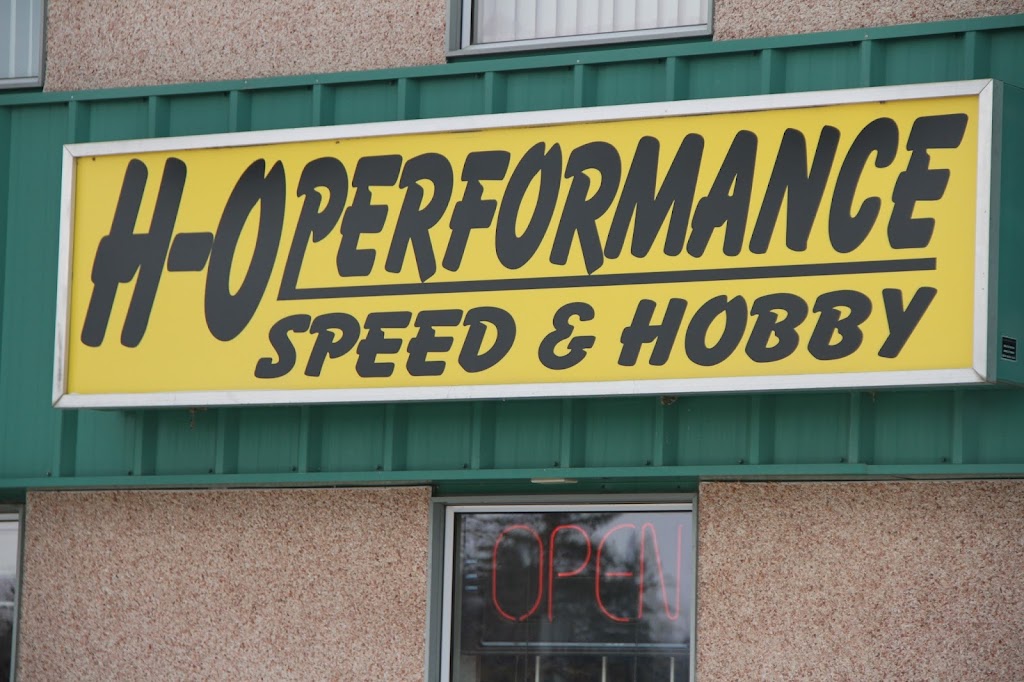 H-O PERFORMANCE
SPEED & HOBBY
OPEN